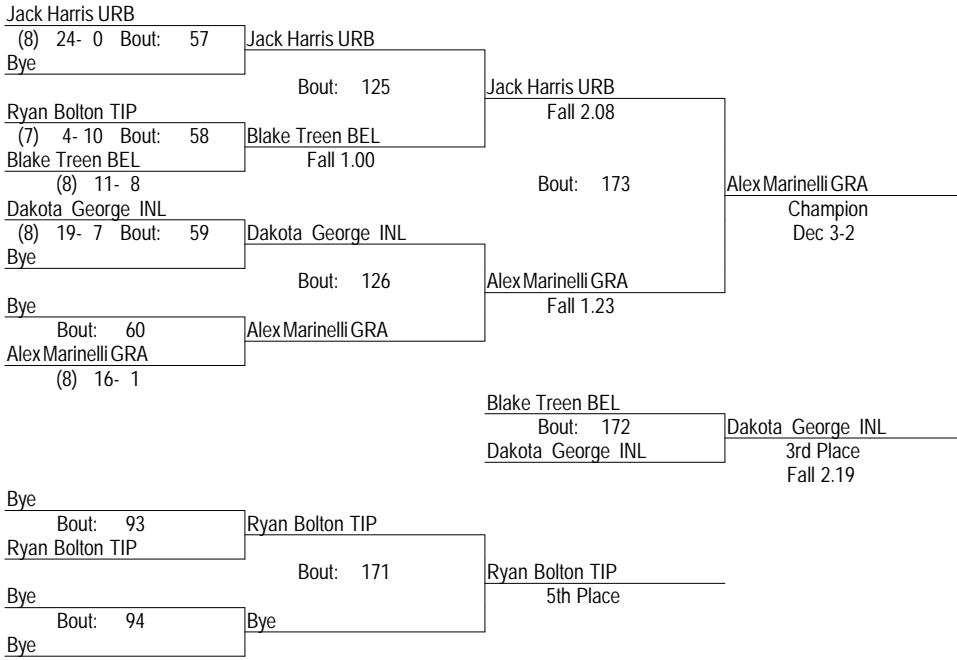 Jack Harris URB
(8) 24- 0 Bout: 57 Jack Harris URB
Bye
Bout: 125 Jack Harris URB
Ryan Bolton TIP Fall 2.08
(7) 4- 10 Bout: 58 Blake Treen BEL
Blake Treen BEL Fall 1.00
(8) 11- 8 Bout: 173 Alex Marinelli GRA
Dakota George INL Champion
(8) 19- 7 Bout: 59 Dakota George INL Dec 3-2
Bye
Bout: 126 Alex Marinelli GRA
Bye Fall 1.23
Bout: 60 Alex Marinelli GRA
Alex Marinelli GRA
(8) 16- 1
Blake Treen BEL
Bout: 172 Dakota George INL
Dakota George INL 3rd Place
Fall 2.19
Bye
Bout: 93 Ryan Bolton TIP
Ryan Bolton TIP
Bout: 171 Ryan Bolton TIP
Bye 5th Place
Bout: 94 Bye
Bye